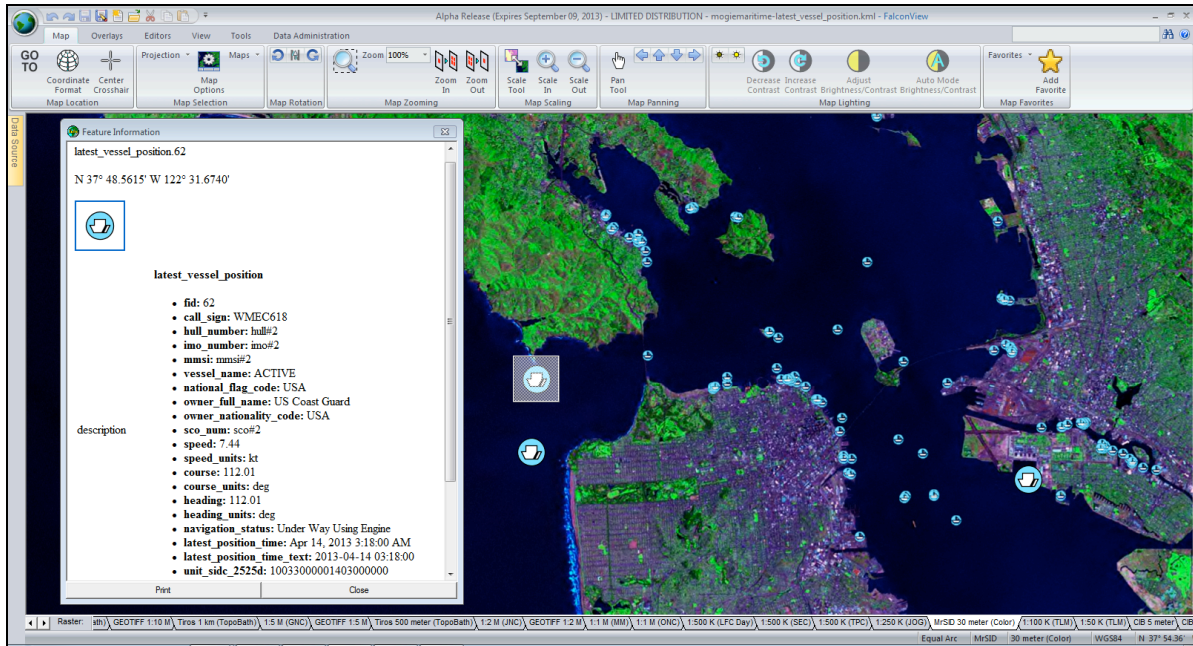 Alpha Release (Expires September 09, 2013) - LIMITED DISTRIBUTION - mogiemaritime-latest_vessel_position.kml - FalconView
Map Overlays Editors View Tools Data Administration
GO TO
Coordinate Format
Center Crosshair
Map Location
Projection
Map Options
Maps
Map Selection
Map Rotation
Zoom 100%
Zoom In
Zoom Out
Map Zooming
Scale Tool
Scale In
Scale Out
Map Scaling
Pan Tool
Map Panning
Decrease Contrast
Increase Contrast
Adjust Brightness/Contrast
Auto Mode Brightness/Contrast
Map Lighting
Favorites
Add Favorite
Map Favorites
Data Source
Feature Information
latest_vessel_position.62
N 37° 48.5615' W 122° 31.6740'
latest_vessel_position
description
• fid: 62
• call_sign: WMEC618
• hull_number: hull#2
• imo_number: imo#2
• mmsi: mmsi#2
• vessel_name: ACTIVE
• national_flag_code: USA
• owner_full_name: US Coast Guard
• owner_nationality_code: USA
• sco_num: sco#2
• speed: 7.44
• speed_units: kt
• course: 112.01
• course_units: deg
• heading: 112.01
• heading_units: deg
• navigation_status: Under Way Using Engine
• latest_position_time: Apr 14, 2013 3:18:00 AM
• latest_position_time_text: 2013-04-14 03:18:00
• unit_sidc_2525d: 10033000001403000000
Print Close
Raster: ath) GEOTIFF 1:10 M Tiros 1 km (TopoBath) 1:5 M (GNC) GEOTIFF 1:5 M Tiros 500 meter (TopoBath) 1:2 M (JNC) GEOTIFF 1:2 M 1:1 M (MM) 1:1 M (ONC) 1:500 K (LFC Day) 1:500 K (SEC) 1:500 K (TPC) 1:250 K (JOG) MrSID 30 meter (Color) 1:100 K (TLM) 1:50 K (TLM) CIB 5 meter CIB
Equal Arc MrSID 30 meter (Color) WGS84 N 37° 54.36'